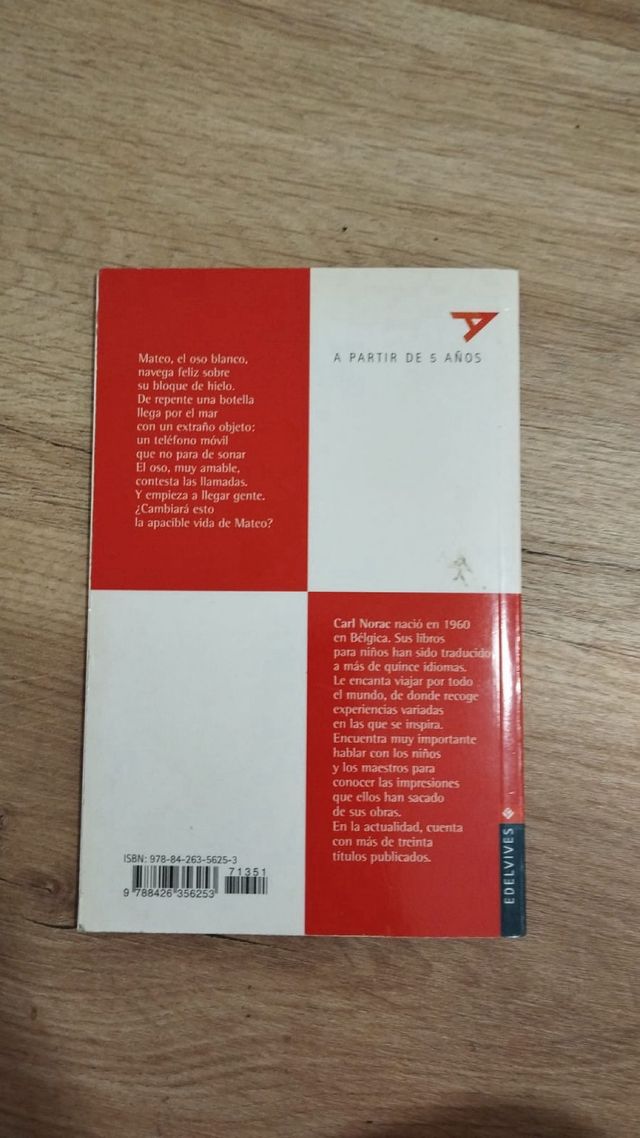 Mateo, el oso blanco,
navega feliz sobre
su bloque de hielo.
De repente una botella
llega por el mar
con un extraño objeto:
un teléfono móvil
que no para de sonar
El oso, muy amable,
contesta las llamadas.
Y empieza a llegar gente.
¿Cambiará esto
la apacible vida de Mateo?
A PARTIR DE 5 AÑOS
Carl Norac nació en 1960
en Bélgica. Sus libros
para niños han sido traducido
a más de quince idiomas.
Le encanta viajar por todo
el mundo, de donde recoge
experiencias variadas
en las que se inspira.
Encuentra muy importante
hablar con los niños
y los maestros para
conocer las impresiones
que ellos han sacado
de sus obras.
En la actualidad, cuenta
con más de treinta
títulos publicados.
ISBN: 978-84-263-5625-3
71351
9 788426 356253
EDELVIVES